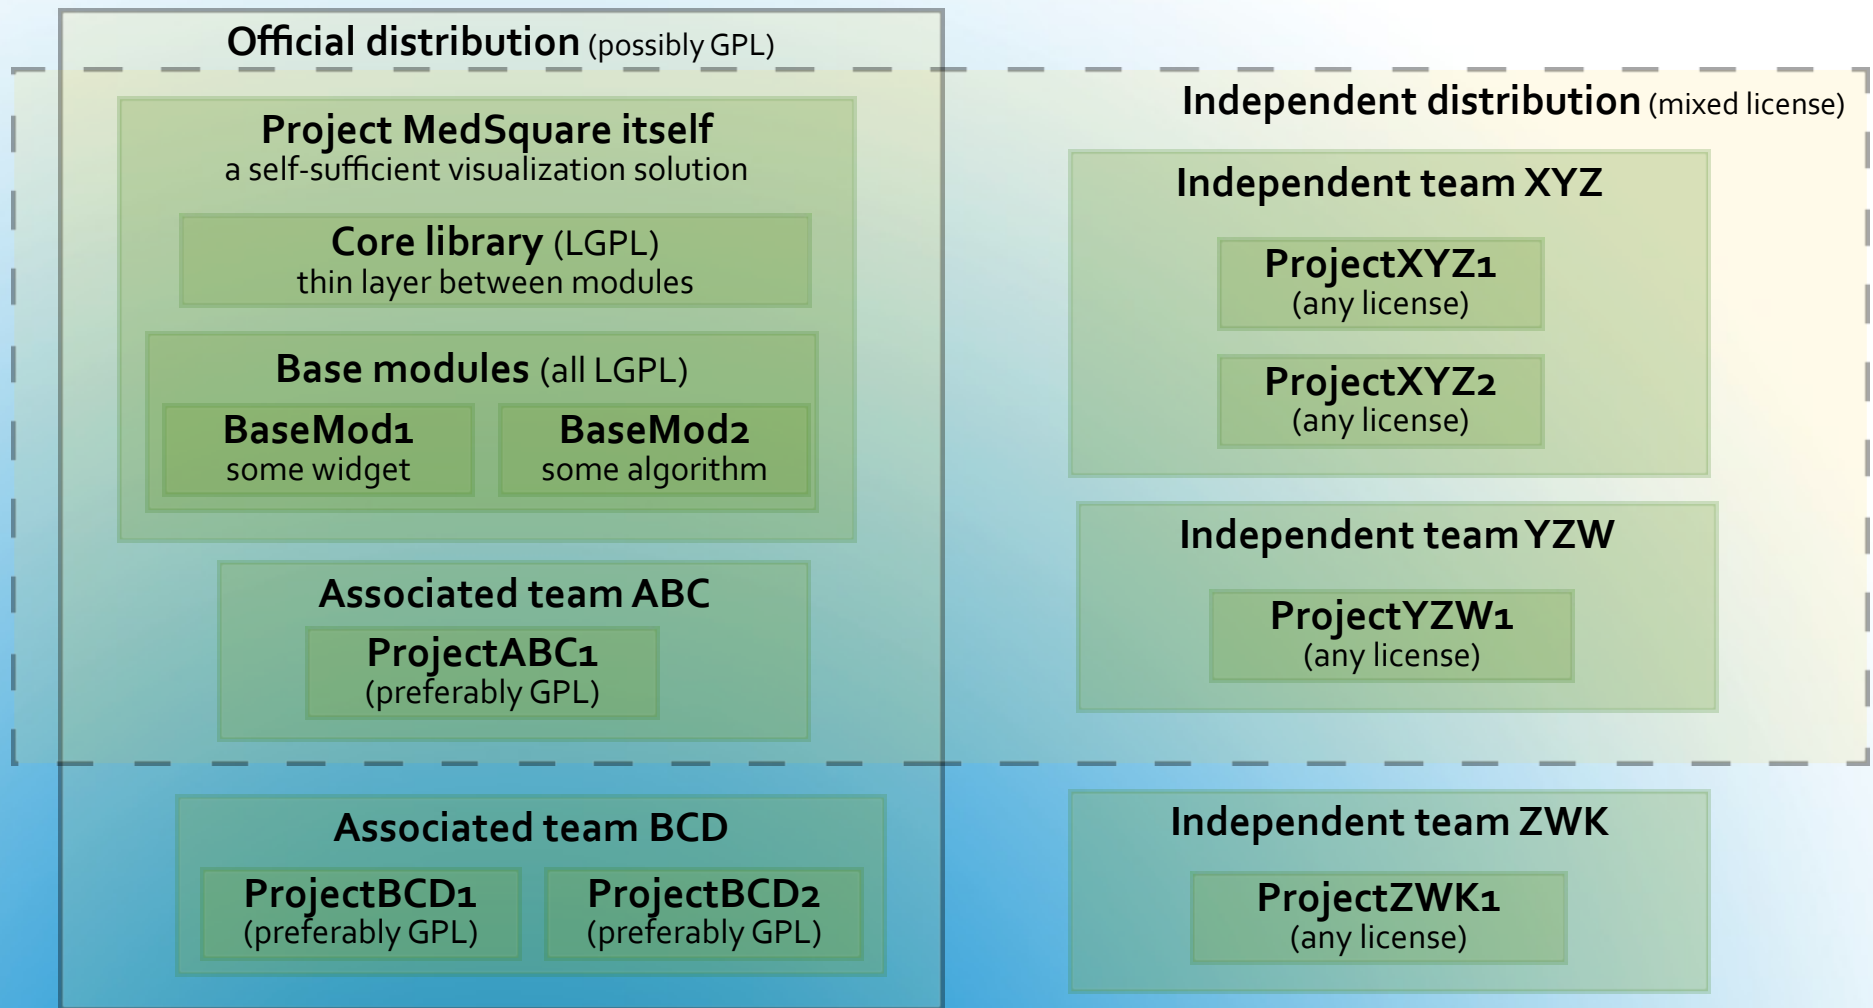 Official distribution (possibly GPL)
Project MedSquare itself
a self-sufficient visualization solution
Core library (LGPL)
thin layer between modules
Base modules (all LGPL)
BaseMod1
some widget
BaseMod2
some algorithm
Associated team ABC
ProjectABC1
(preferably GPL)
Associated team BCD
ProjectBCD1
(preferably GPL)
ProjectBCD2
(preferably GPL)
Independent distribution (mixed license)
Independent team XYZ
ProjectXYZ1
(any license)
ProjectXYZ2
(any license)
Independent team YZW
ProjectYZW1
(any license)
Independent team ZWK
ProjectZWK1
(any license)